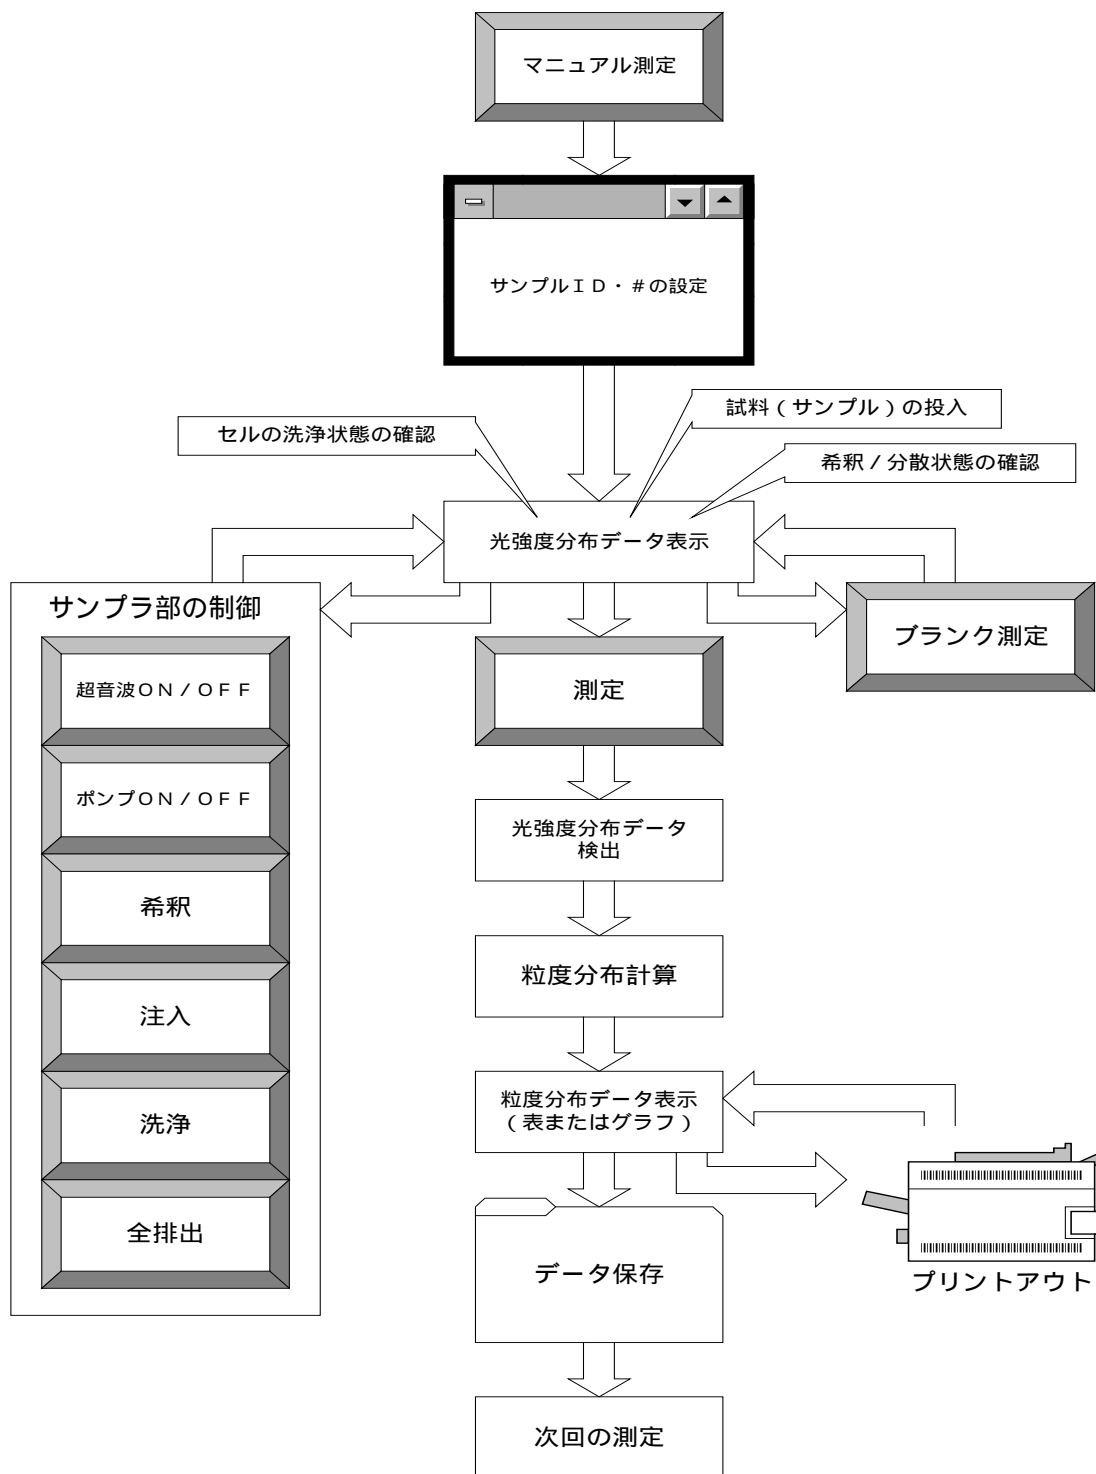 マニュアル測定
サンプルＩＤ・＃の設定
試料（サンプル）の投入
セルの洗浄状態の確認
希釈／分散状態の確認
光強度分布データ表示
サンプラ部の制御
ブランク測定
超音波ＯＮ／ＯＦＦ
測定
ポンプＯＮ／ＯＦＦ
光強度分布データ
検出
希釈
粒度分布計算
注入
粒度分布データ表示
（表またはグラフ）
洗浄
全排出
データ保存
プリントアウト
次回の測定